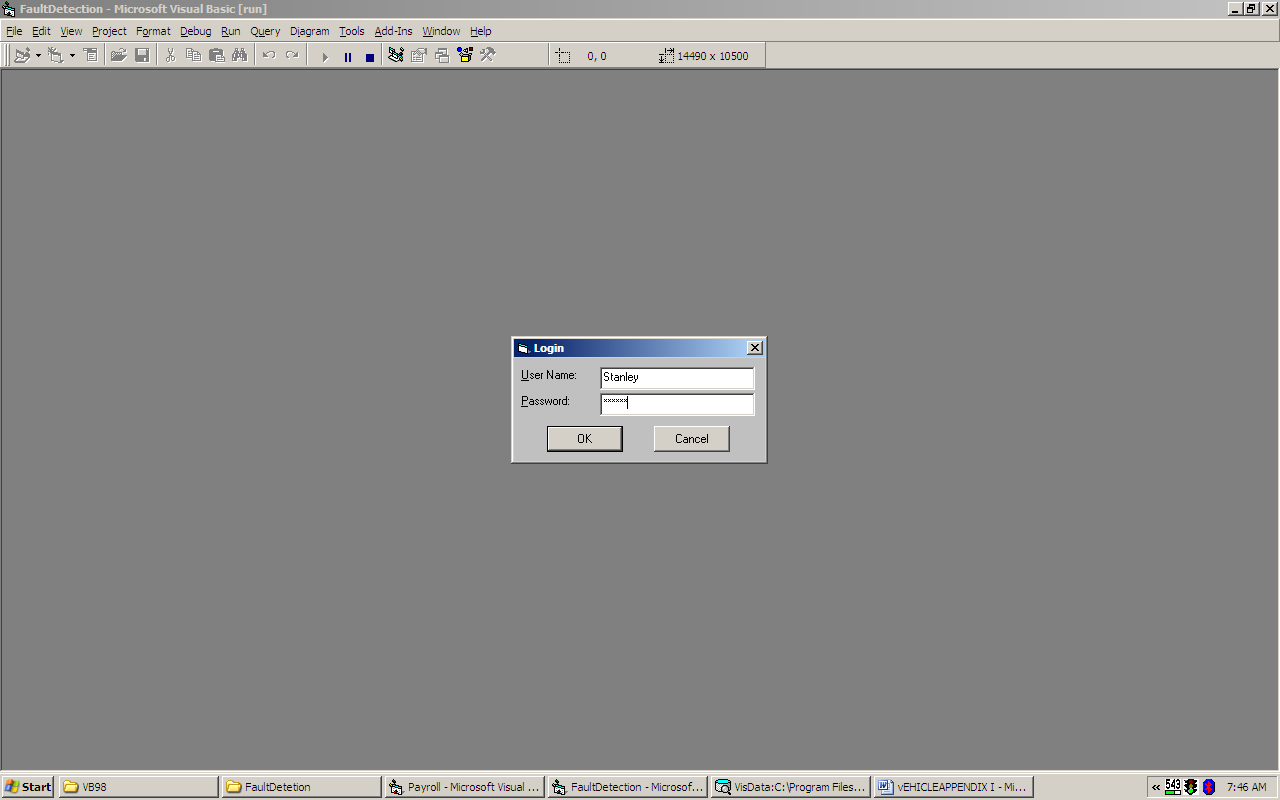 FaultDetection - Microsoft Visual Basic [run]
File Edit View Project Format Debug Run Query Diagram Tools Add-Ins Window Help
0, 0 14490 x 10500
Login
User Name: Stanley
Password: ××××××
OK Cancel
Start VB98 FaultDetetion Payroll - Microsoft Visual ... FaultDetection - Microsof... VisData:C:\Program Files... vEHICLEAPPENDIX I - Mi... « 543 7:46 AM